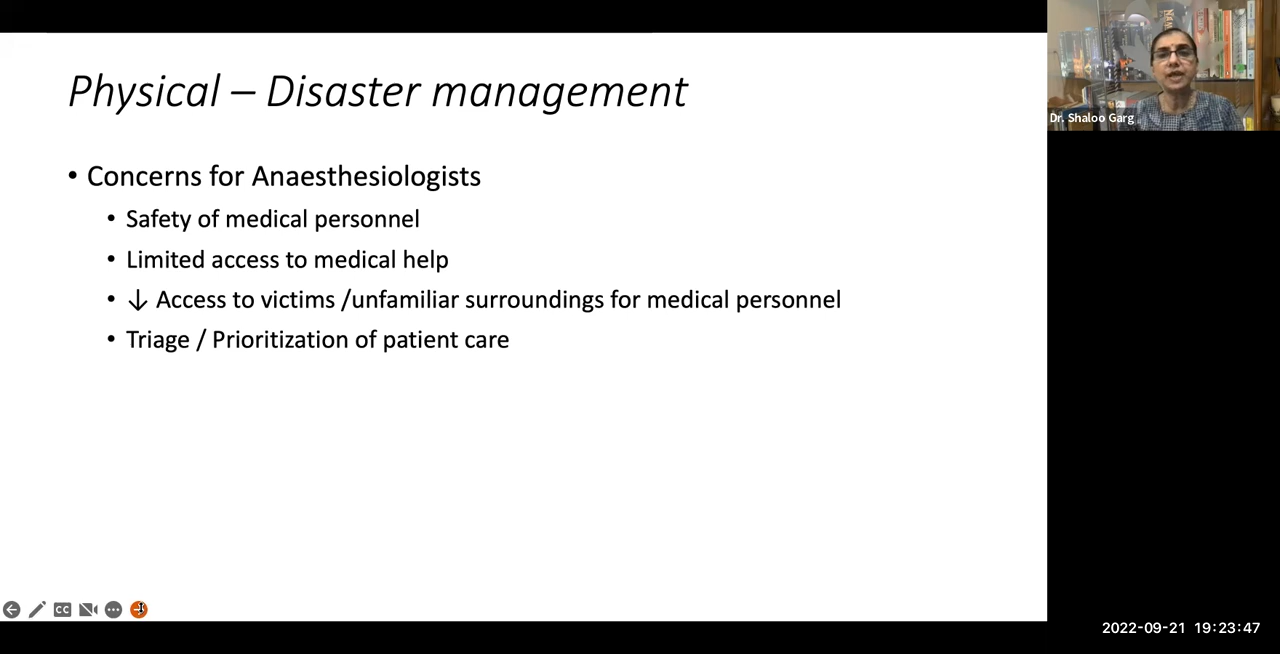 Physical – Disaster management
• Concerns for Anaesthesiologists
• Safety of medical personnel
• Limited access to medical help
• ↓ Access to victims /unfamiliar surroundings for medical personnel
• Triage / Prioritization of patient care
Dr. Shaloo Garg
CC
2022-09-21 19:23:47